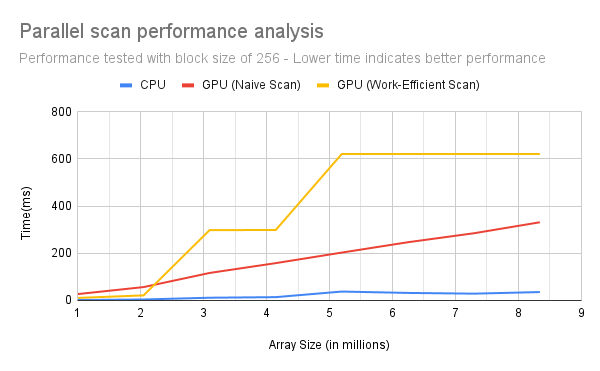 Parallel scan performance analysis
Performance tested with block size of 256 - Lower time indicates better performance
CPU GPU (Naive Scan) GPU (Work-Efficient Scan)
800
600
400
200
0
Time(ms)
1 2 3 4 5 6 7 8 9
Array Size (in millions)